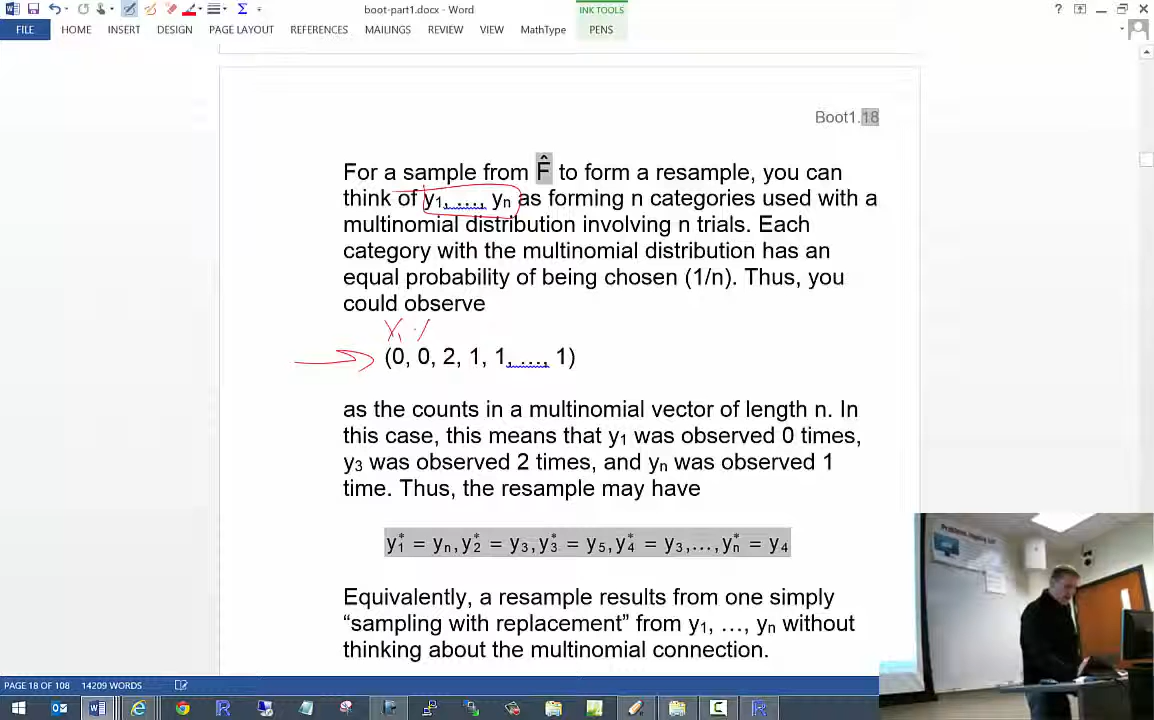 boot-part1.docx - Word
INK TOOLS
FILE HOME INSERT DESIGN PAGE LAYOUT REFERENCES MAILINGS REVIEW VIEW MathType PENS
Boot1.18
For a sample from F̂ to form a resample, you can
think of y₁, …, yₙ as forming n categories used with a
multinomial distribution involving n trials. Each
category with the multinomial distribution has an
equal probability of being chosen (1/n). Thus, you
could observe
(0, 0, 2, 1, 1, …, 1)
as the counts in a multinomial vector of length n. In
this case, this means that y₁ was observed 0 times,
y₃ was observed 2 times, and yₙ was observed 1
time. Thus, the resample may have
y₁* = yₙ, y₂* = y₃, y₃* = y₅, y₄* = y₃, …, yₙ* = y₄
Equivalently, a resample results from one simply
“sampling with replacement” from y₁, …, yₙ without
thinking about the multinomial connection.
PAGE 18 OF 108 14209 WORDS